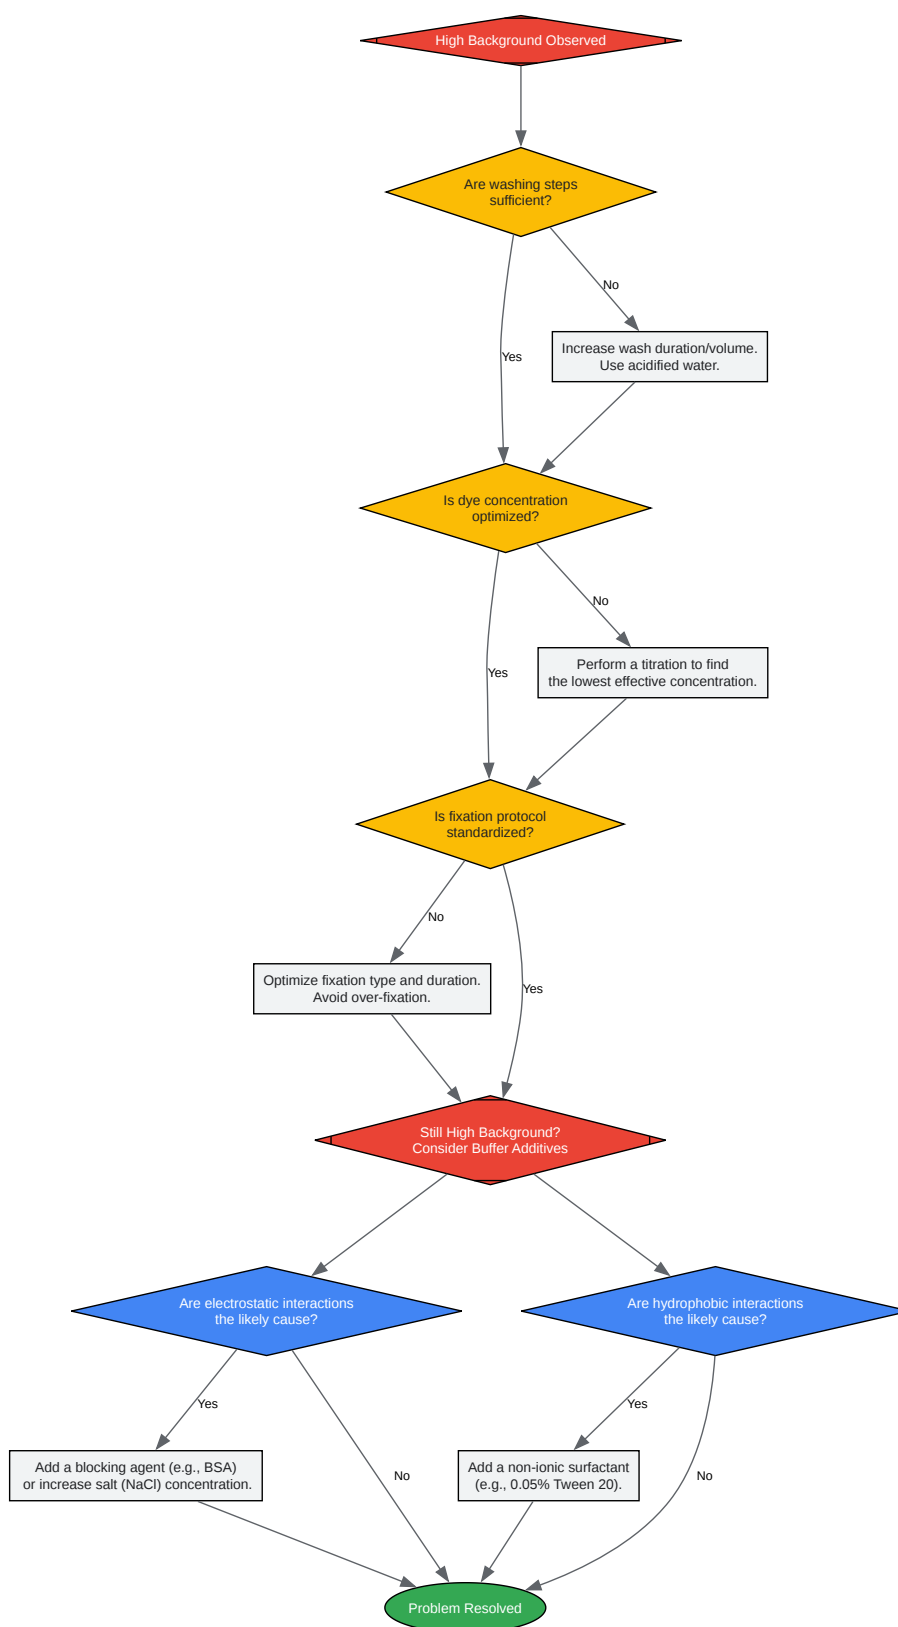 High Background Observed
Are washing steps
sufficient?
No
Increase wash duration/volume.
Use acidified water.
Yes
Is dye concentration
optimized?
No
Perform a titration to find
the lowest effective concentration.
Yes
Is fixation protocol
standardized?
No
Optimize fixation type and duration.
Avoid over-fixation.
Yes
Still High Background?
Consider Buffer Additives
Are electrostatic interactions
the likely cause?
Are hydrophobic interactions
the likely cause?
Yes
Yes
Add a blocking agent (e.g., BSA)
or increase salt (NaCl) concentration.
No
Add a non-ionic surfactant
(e.g., 0.05% Tween 20).
No
Problem Resolved